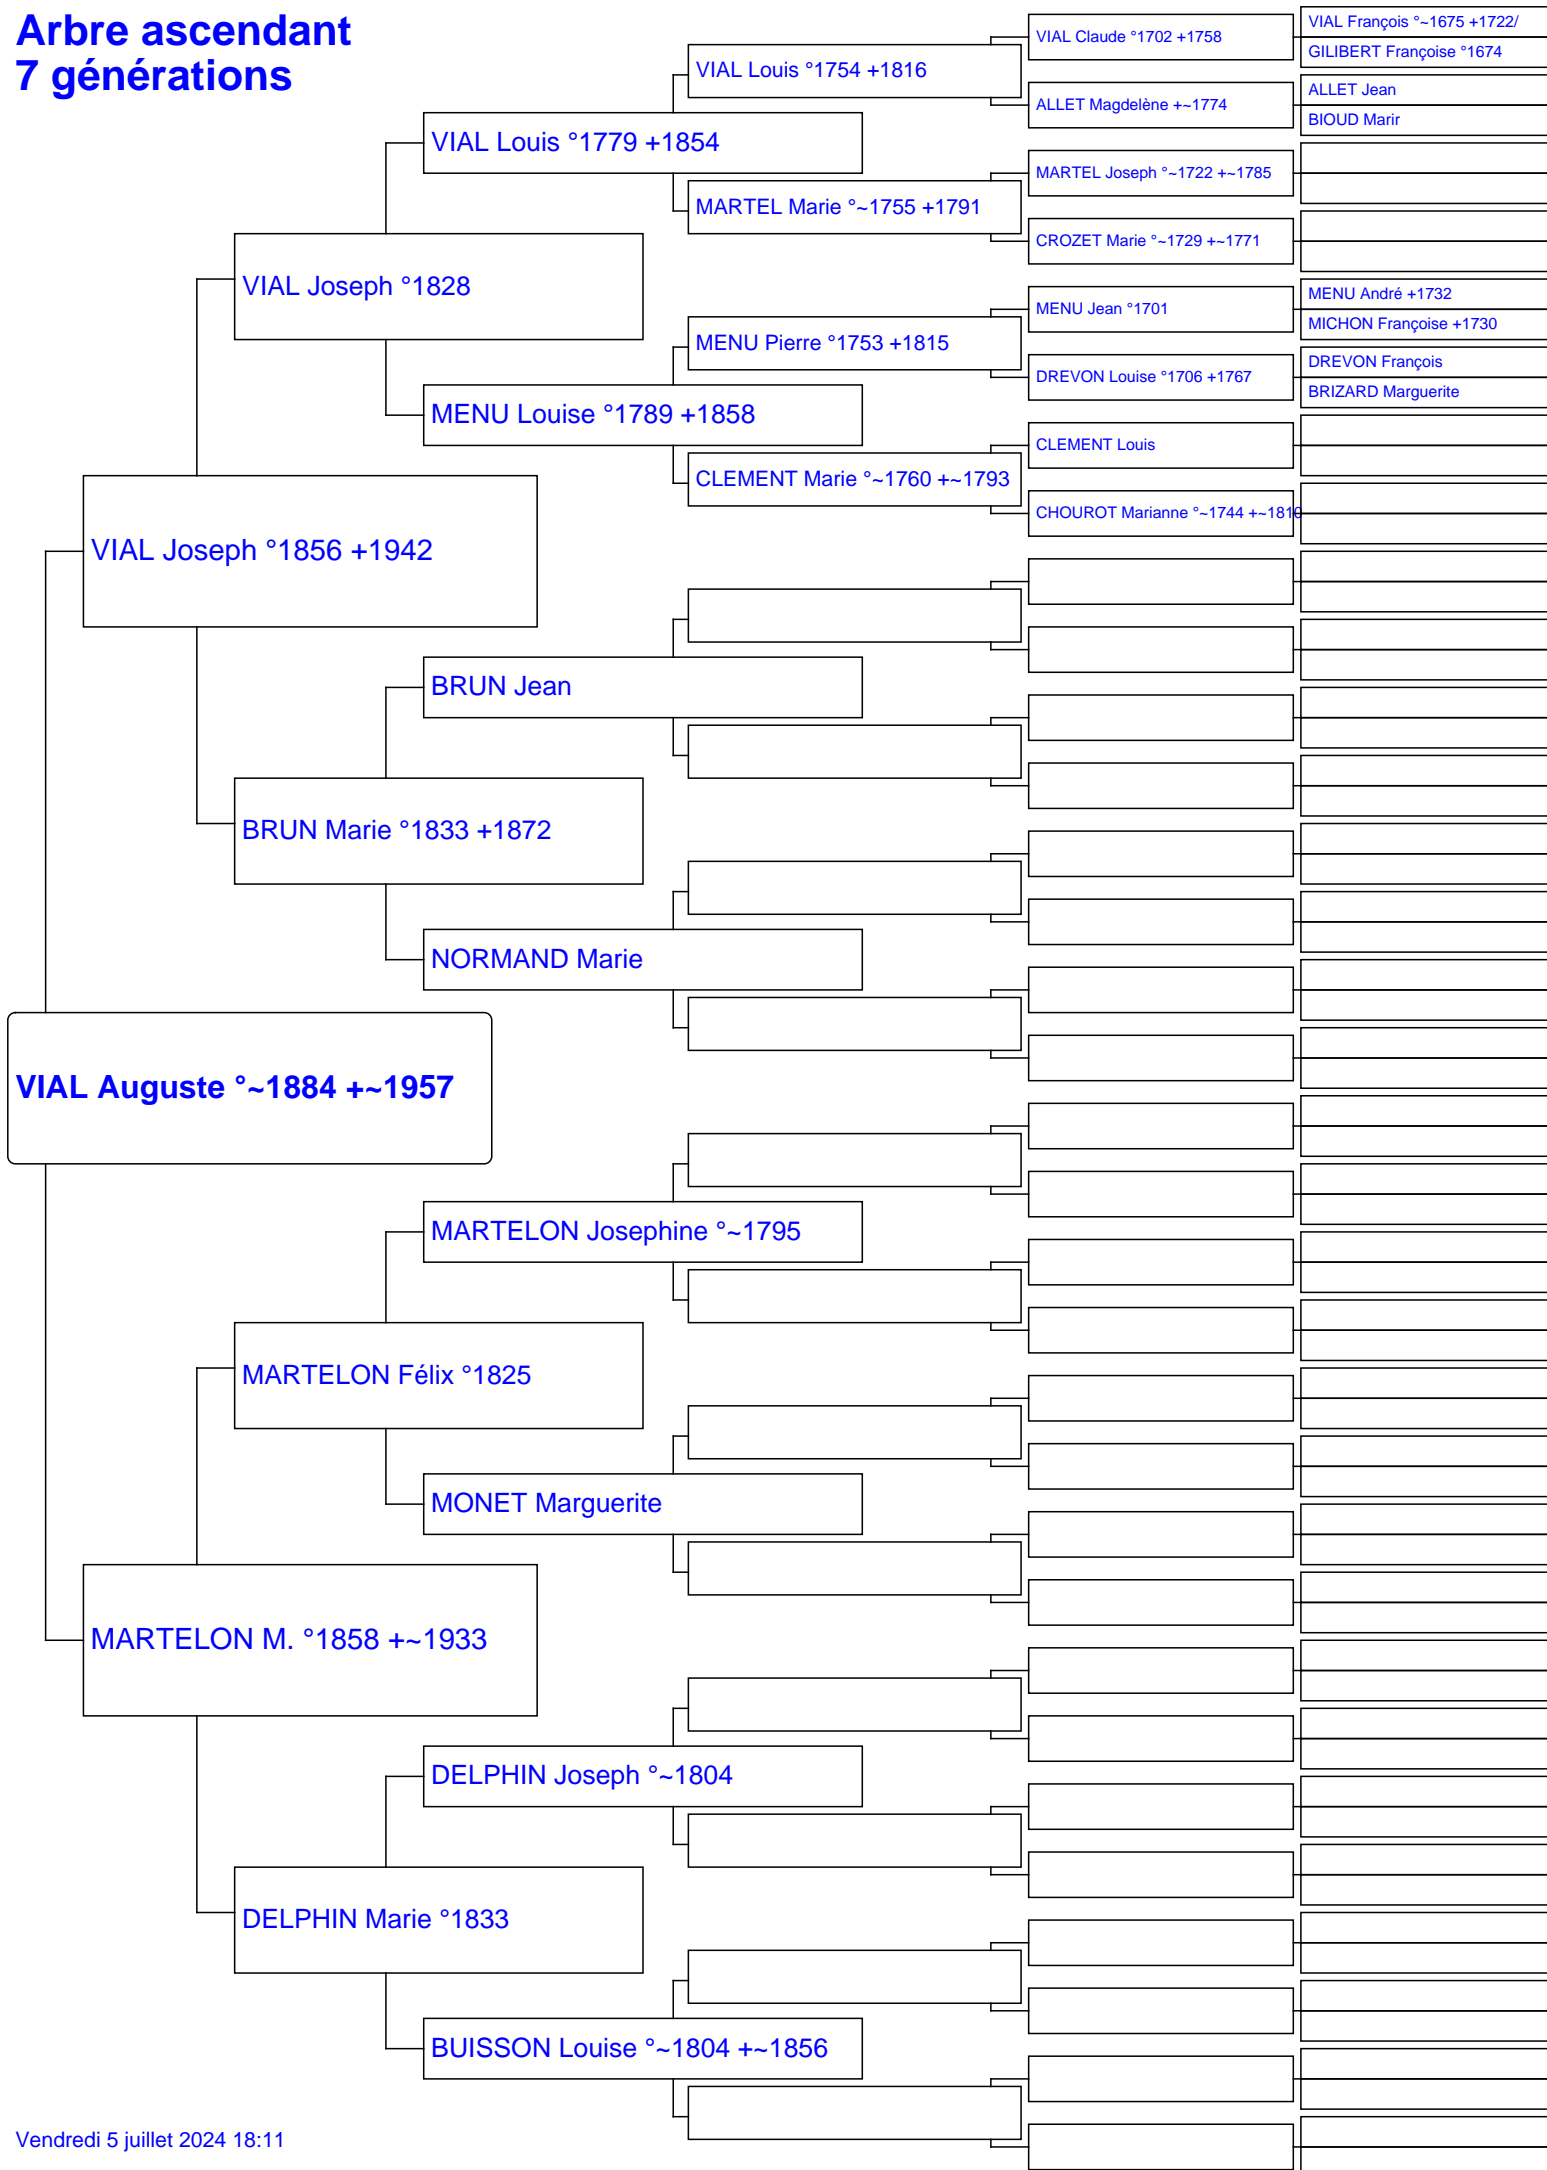 Arbre ascendant
7 générations
VIAL François °~1675 +1722/
VIAL Claude °1702 +1758
GILIBERT Françoise °1674
VIAL Louis °1754 +1816
ALLET Jean
ALLET Magdelène +~1774
BIOUD Marir
VIAL Louis °1779 +1854
MARTEL Joseph °~1722 +~1785
MARTEL Marie °~1755 +1791
CROZET Marie °~1729 +~1771
VIAL Joseph °1828
MENU André +1732
MENU Jean °1701
MICHON Françoise +1730
MENU Pierre °1753 +1815
DREVON François
DREVON Louise °1706 +1767
BRIZARD Marguerite
MENU Louise °1789 +1858
CLEMENT Louis
CLEMENT Marie °~1760 +~1793
CHOUROT Marianne °~1744 +~1810
VIAL Joseph °1856 +1942
BRUN Jean
BRUN Marie °1833 +1872
NORMAND Marie
VIAL Auguste °~1884 +~1957
MARTELON Josephine °~1795
MARTELON Félix °1825
MONET Marguerite
MARTELON M. °1858 +~1933
DELPHIN Joseph °~1804
DELPHIN Marie °1833
BUISSON Louise °~1804 +~1856
Vendredi 5 juillet 2024 18:11